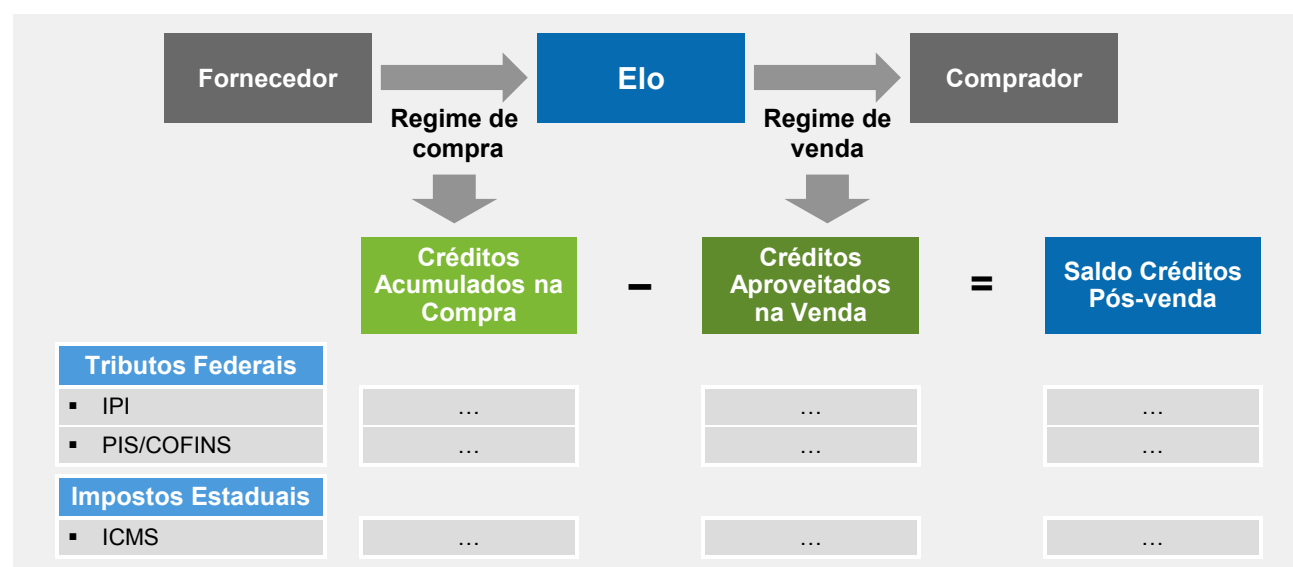 Fornecedor
Elo
Comprador
Regime de
compra
Regime de
venda
Créditos
Acumulados na
Compra
–
Créditos
Aproveitados
na Venda
=
Saldo Créditos
Pós-venda
Tributos Federais
▪ IPI
…
…
…
▪ PIS/COFINS
…
…
…
Impostos Estaduais
▪ ICMS
…
…
…